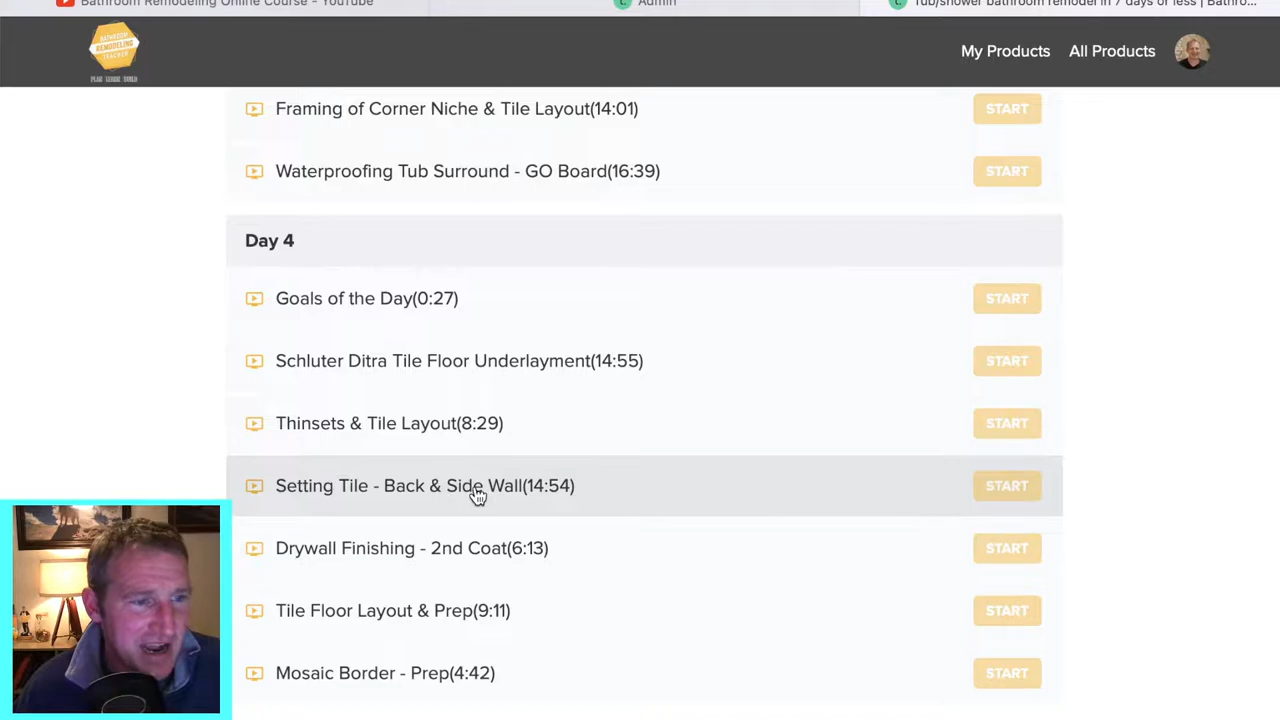 Bathroom Remodeling Online Course - YouTube
Admin
Tub/shower bathroom remodel in 7 days or less | Bathro...
BATHROOM
REMODELING
TEACHER
My Products
All Products
Framing of Corner Niche & Tile Layout(14:01)
START
Waterproofing Tub Surround - GO Board(16:39)
START
Day 4
Goals of the Day(0:27)
START
Schluter Ditra Tile Floor Underlayment(14:55)
START
Thinsets & Tile Layout(8:29)
START
Setting Tile - Back & Side Wall(14:54)
START
Drywall Finishing - 2nd Coat(6:13)
START
Tile Floor Layout & Prep(9:11)
START
Mosaic Border - Prep(4:42)
START